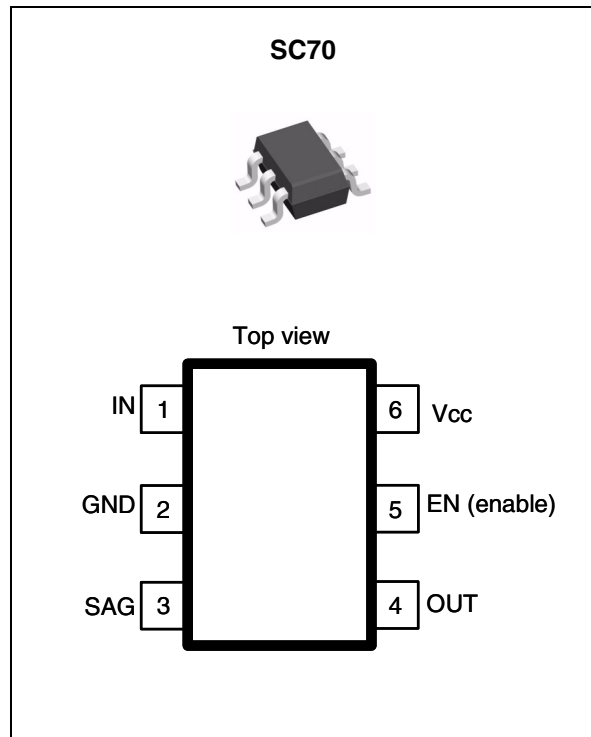 SC70
Top view
IN 1 6 Vcc
GND 2 5 EN (enable)
SAG 3 4 OUT